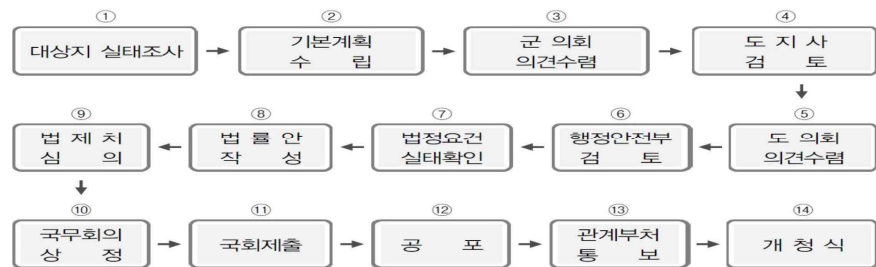 ①
대상지 실태조사
②
기본계획
수 립
③
군 의회
의견수렴
④
도 지 사
검 토
⑤
도 의회
의견수렴
⑥
행정안전부
검 토
⑦
법정요건
실태확인
⑧
법 률 안
작 성
⑨
법 제 처
심 의
⑩
국무회의
상 정
⑪
국회제출
⑫
공 포
⑬
관계부처
통 보
⑭
개 청 식